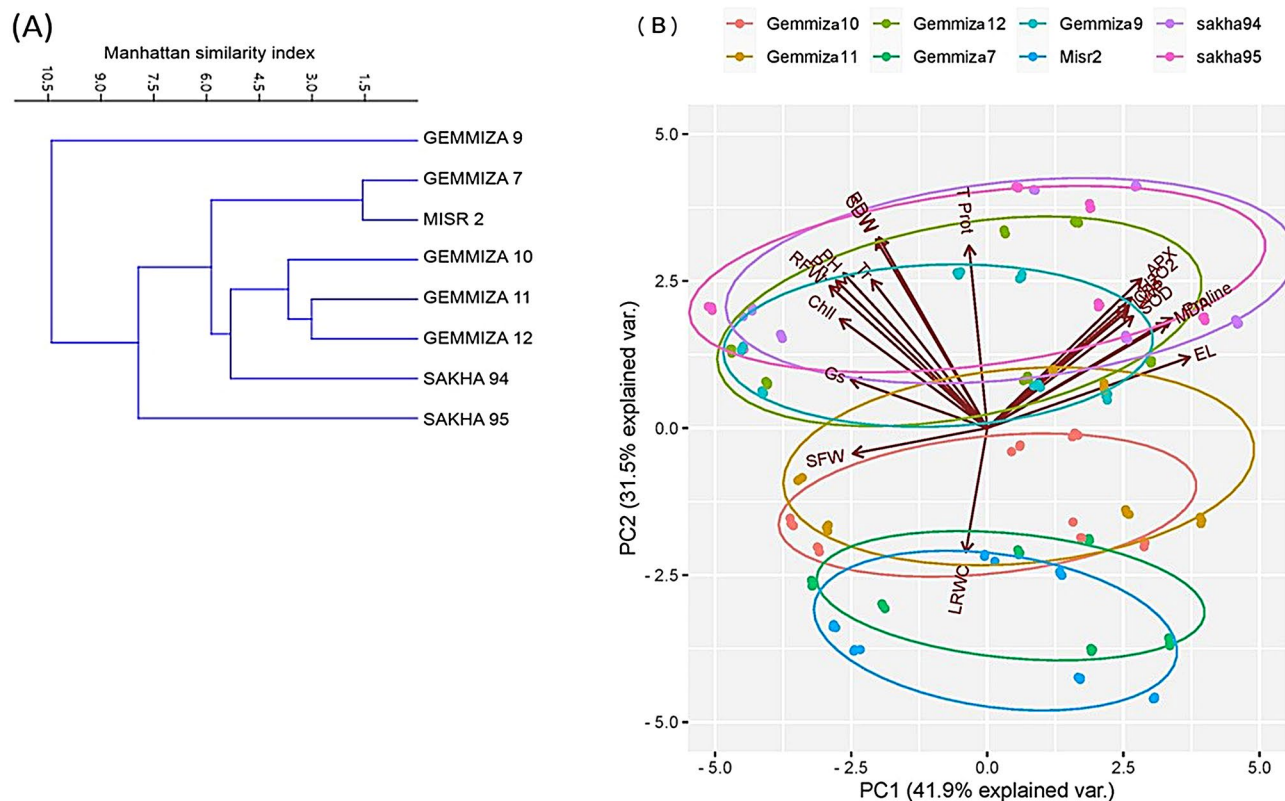 (A)
Manhattan similarity index
10.5 9.0 7.5 6.0 4.5 3.0 1.5
GEMMIZA 9
GEMMIZA 7
MISR 2
GEMMIZA 10
GEMMIZA 11
GEMMIZA 12
SAKHA 94
SAKHA 95
(B)
Gemmiza10 Gemmiza12 Gemmiza9 sakha94
Gemmiza11 Gemmiza7 Misr2 sakha95
PC2 (31.5% explained var.)
5.0
2.5
0.0
-2.5
-5.0
T Prot
RFW
Tr
Chll
Gs
SFW
LRWC
APX
SOD
MDA
EL
-5.0 -2.5 0.0 2.5 5.0
PC1 (41.9% explained var.)